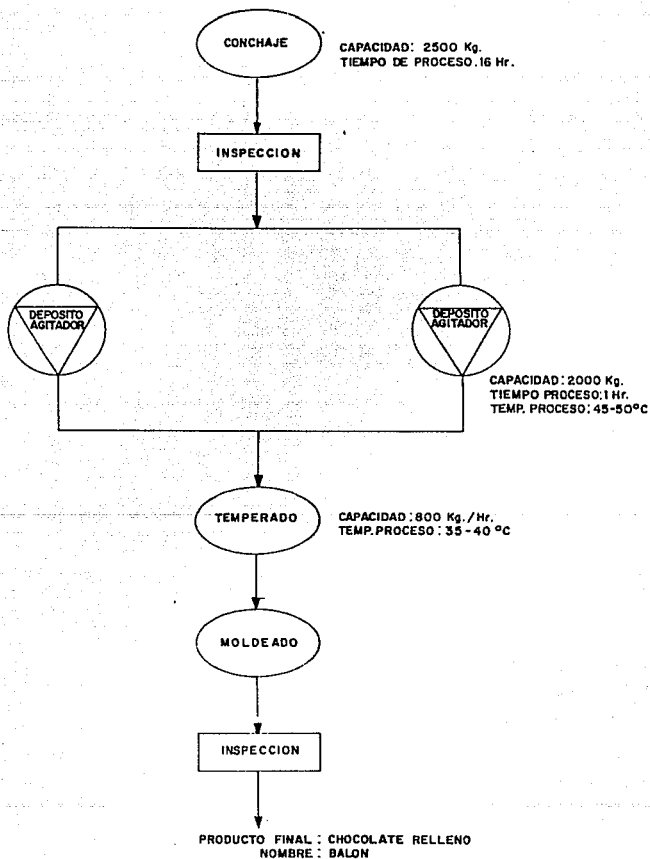 CONCHAJE
CAPACIDAD: 2500 Kg.
TIEMPO DE PROCESO. 16 Hr.
INSPECCION
DEPOSITO
AGITADOR
DEPOSITO
AGITADOR
CAPACIDAD: 2000 Kg.
TIEMPO PROCESO: 1 Hr.
TEMP. PROCESO: 45-50°C
TEMPERADO
CAPACIDAD: 800 Kg./Hr.
TEMP. PROCESO: 35-40 °C
MOLDEADO
INSPECCION
PRODUCTO FINAL: CHOCOLATE RELLENO
NOMBRE: BALON